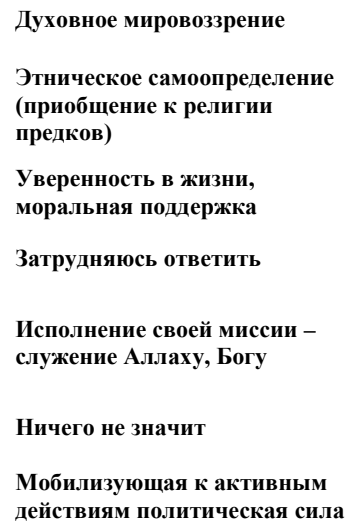 Духовное мировоззрение
Этническое самоопределение
(приобщение к религии
предков)
Уверенность в жизни,
моральная поддержка
Затрудняюсь ответить
Исполнение своей миссии –
служение Аллаху, Богу
Ничего не значит
Мобилизующая к активным
действиям политическая сила